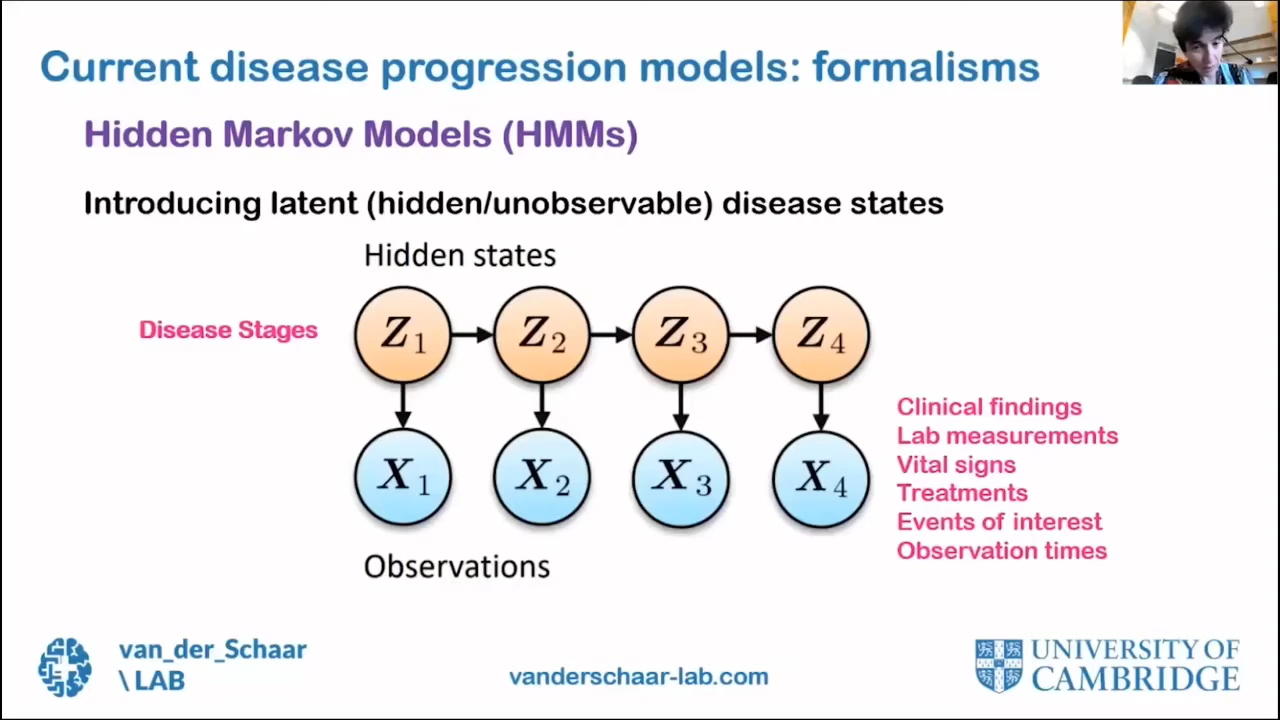 Current disease progression models: formalisms
Hidden Markov Models (HMMs)
Introducing latent (hidden/unobservable) disease states
Hidden states
Disease Stages
Z1 Z2 Z3 Z4
X1 X2 X3 X4
Clinical findings
Lab measurements
Vital signs
Treatments
Events of interest
Observation times
Observations
van_der_Schaar
\ LAB
vanderschaar-lab.com
UNIVERSITY OF
CAMBRIDGE